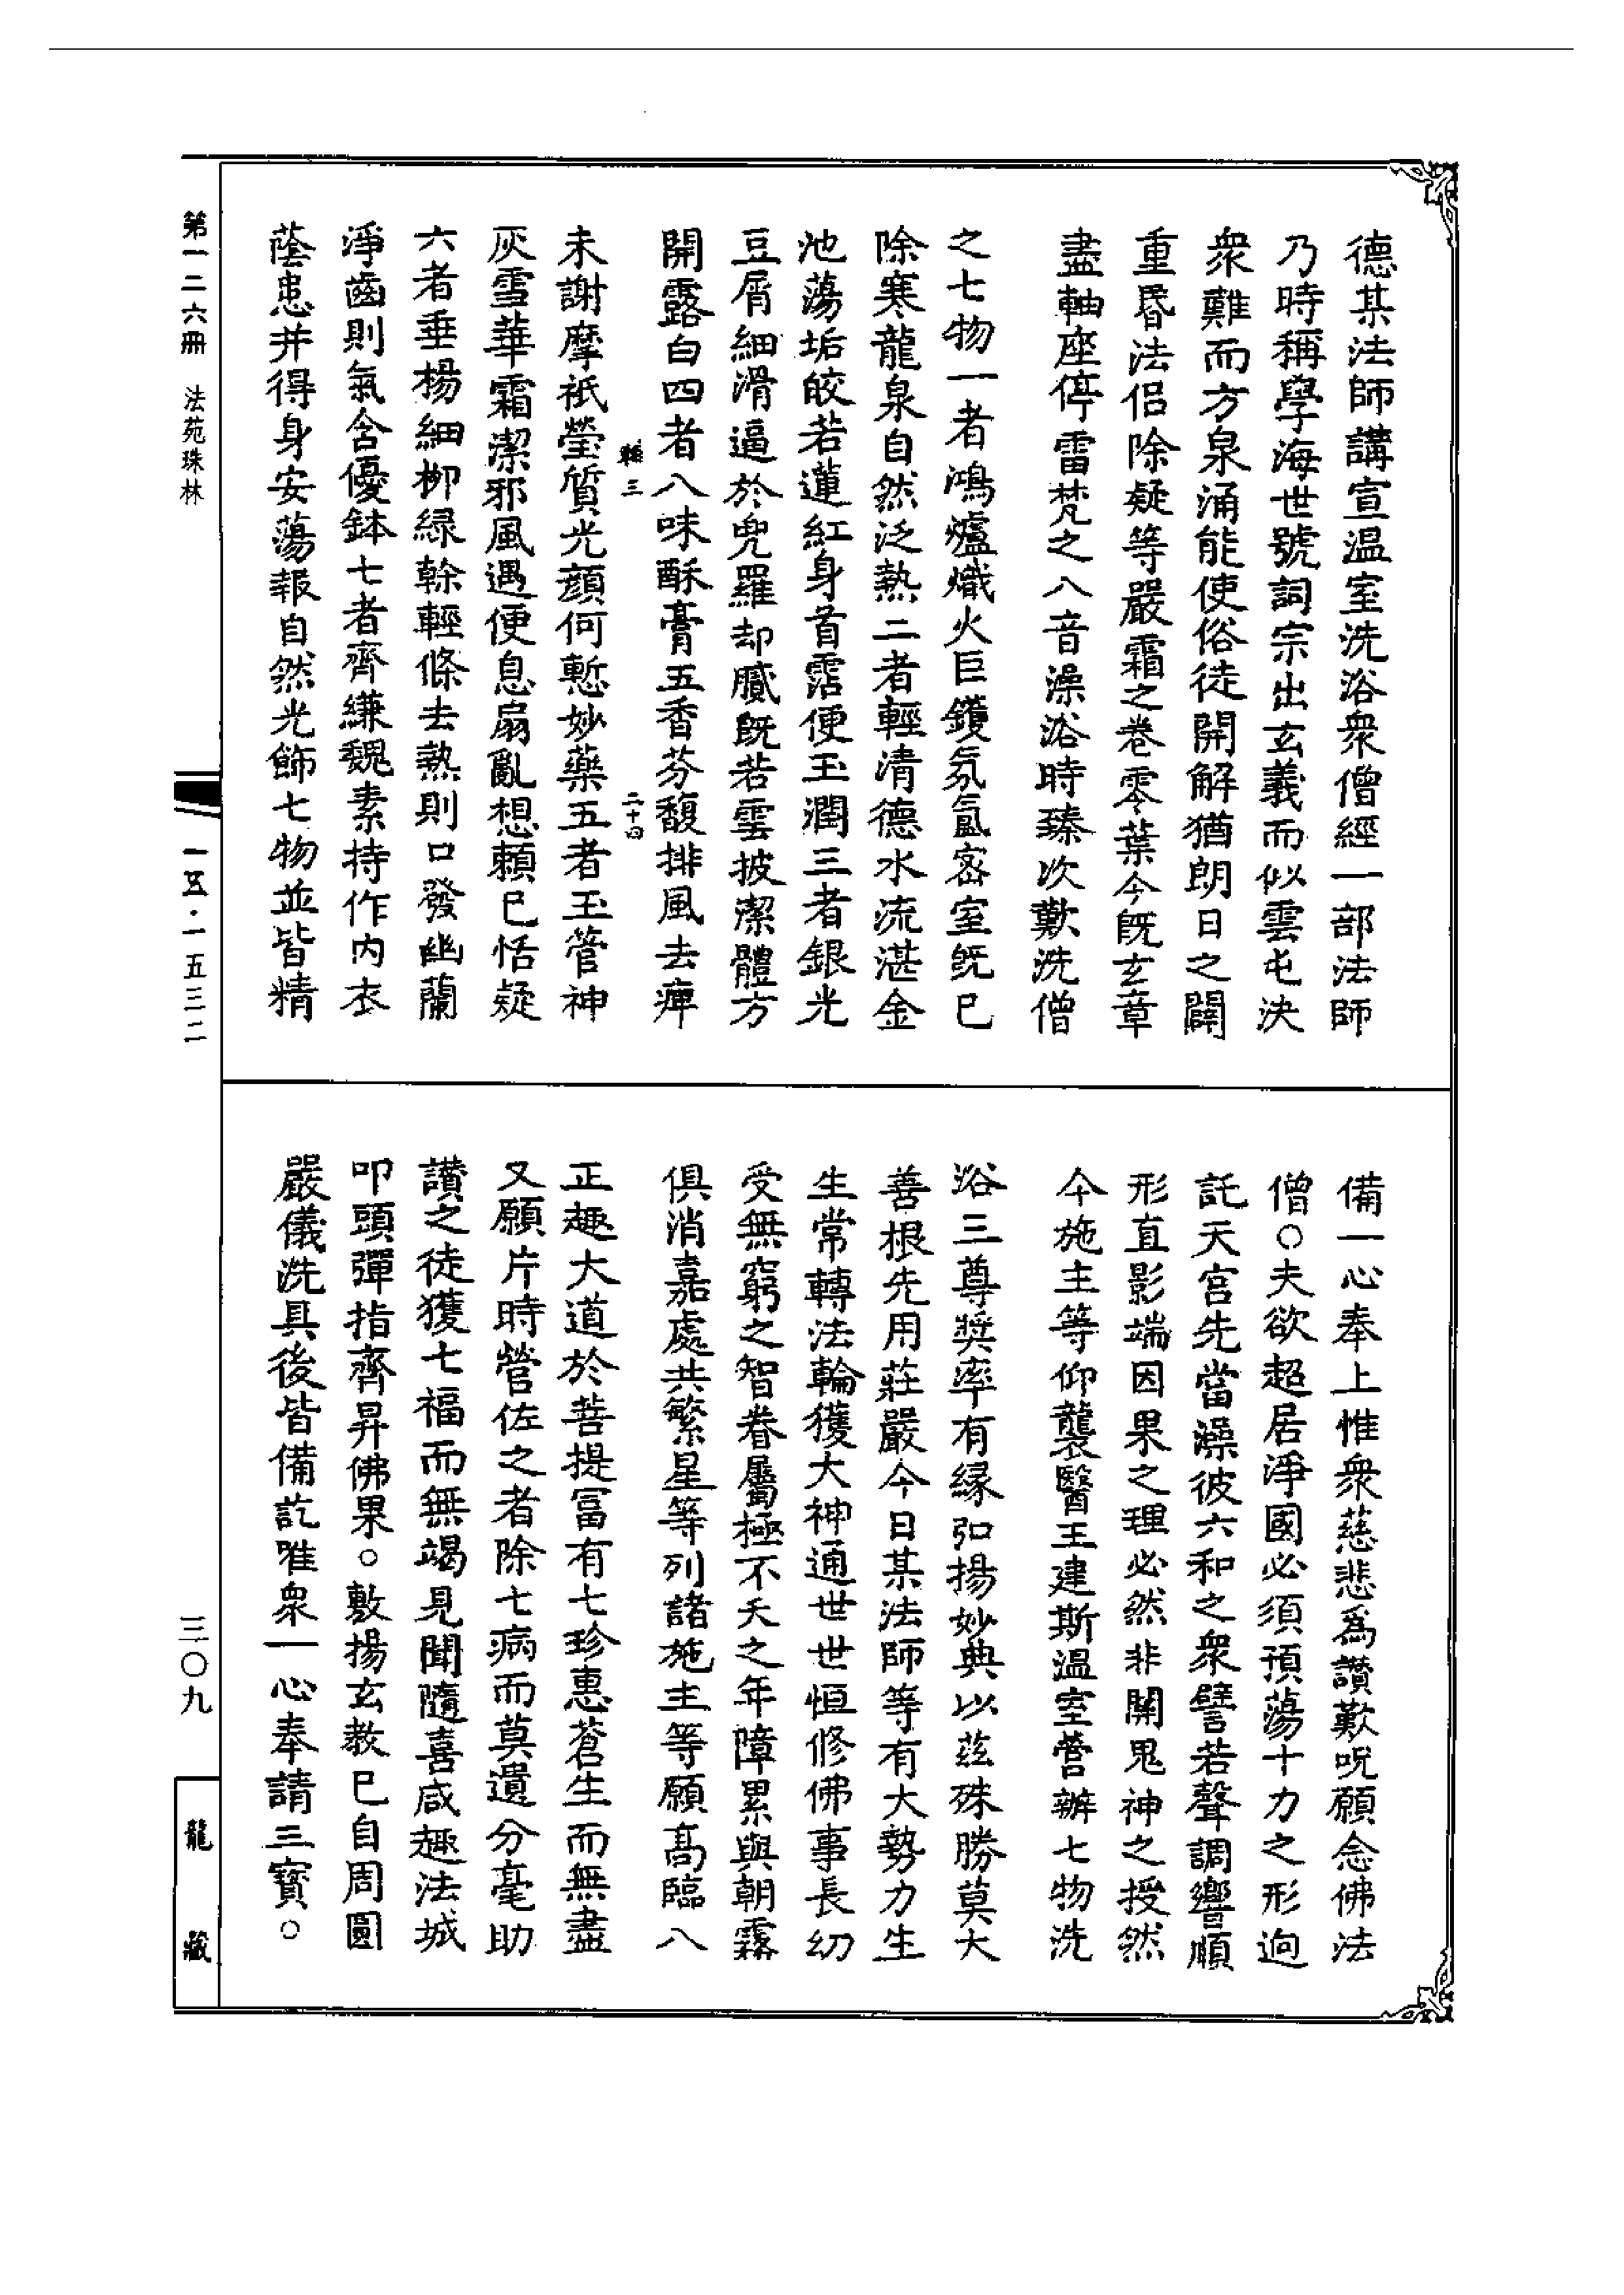 德某法師講宣温室洗浴衆僧經一部法師
乃時稱學海世號詞宗出玄義而似雲屯決
衆難而方泉涌能使俗徒開解猶朗日之闢
重昏法侣除疑等嚴霜之卷零葉今旣玄章
盡軸座停雷梵之八音澡浴時臻次歎洗僧
之七物一者鴻爐熾火巨鑊氛氲宻室旣已
除寒龍泉自然泛熱二者輕清德水流湛金
池蕩垢皎若蓮紅身首霑便玉潤三者銀光
豆屑細滑逼於兜羅却膩旣若雲披潔體方
開露白四者八味酥膏五香芬馥排風去痺
賴三 二十四
未謝摩祇瑩質光顔何慙妙藥五者玉管神
灰雪華霜潔邪風遇便息扇亂想賴已恬疑
六者垂楊細栁緑榦輕條去熱則口發幽蘭
淨齒則氣含優鉢七者齊縑魏素持作内衣
蔭患并得身安蕩報自然光飾七物並皆精
備一心奉上惟衆慈悲爲讚歎呪願念佛法
僧○夫欲超居淨國必須預蕩十力之形逈
託天宫先當澡彼六和之衆譬若聲調響順
形直影端因果之理必然非關鬼神之授然
今施主等仰襲醫王建斯温室營辦七物洗
浴三尊奬率有縁弘揚妙典以兹殊勝莫大
善根先用莊嚴今日某法師等有大勢力生
生常轉法輪獲大神通世世恒修佛事長幼
受無窮之智眷屬極不夭之年障累與朝霧
俱消嘉處共繁星等列諸施主等願髙臨八
正趣大道於菩提冨有七珍惠蒼生而無盡
又願片時營佐之者除七病而莫遺分毫助
讚之徒獲七福而無竭見聞隨喜咸趣法城
叩頭彈指齊昇佛果○敷揚玄教已自周圓
嚴儀洗具後皆備訖唯衆一心奉請三寳○
第一二六冊 法苑珠林
一五·一五三二
三〇九
龍藏